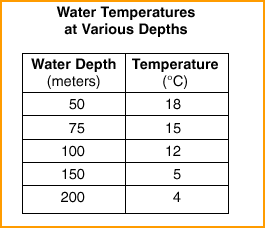 Water Temperatures
at Various Depths
Water Depth Temperature
(meters) (°C)
50 18
75 15
100 12
150 5
200 4